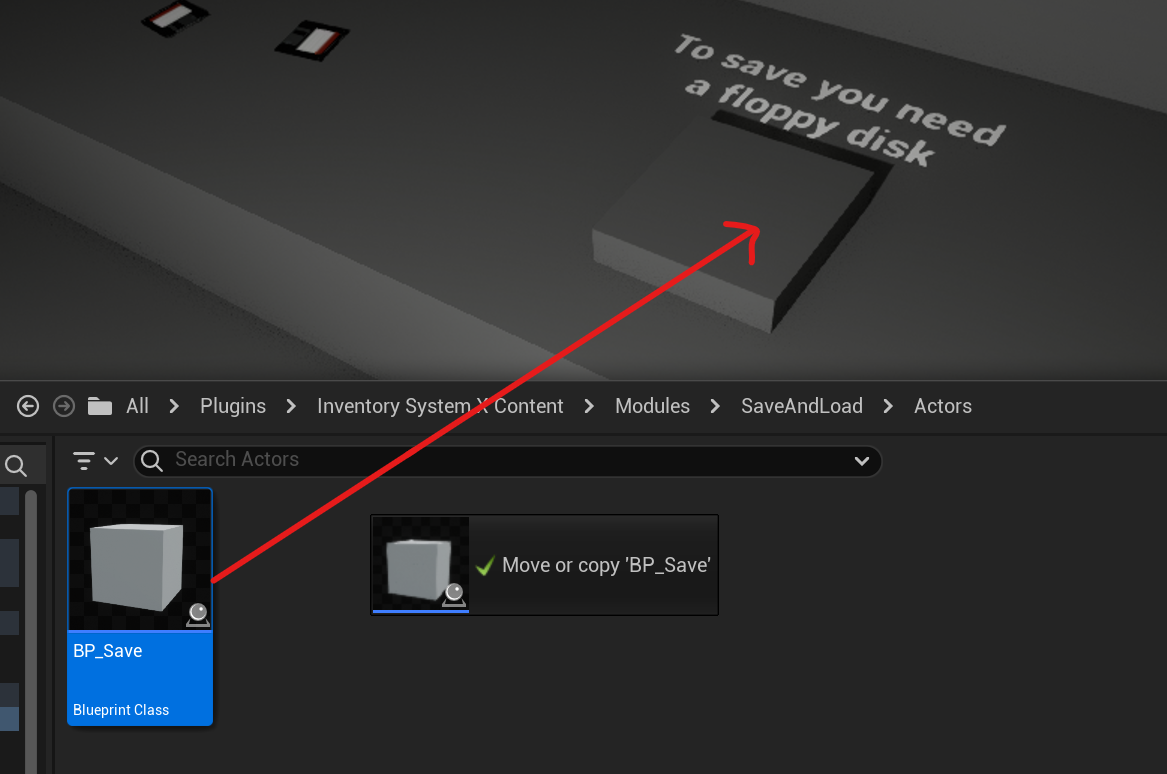 To save you need
a floppy disk
All
Plugins
Inventory System X Content
Modules
SaveAndLoad
Actors
Search Actors
Move or copy 'BP_Save'
BP_Save
Blueprint Class